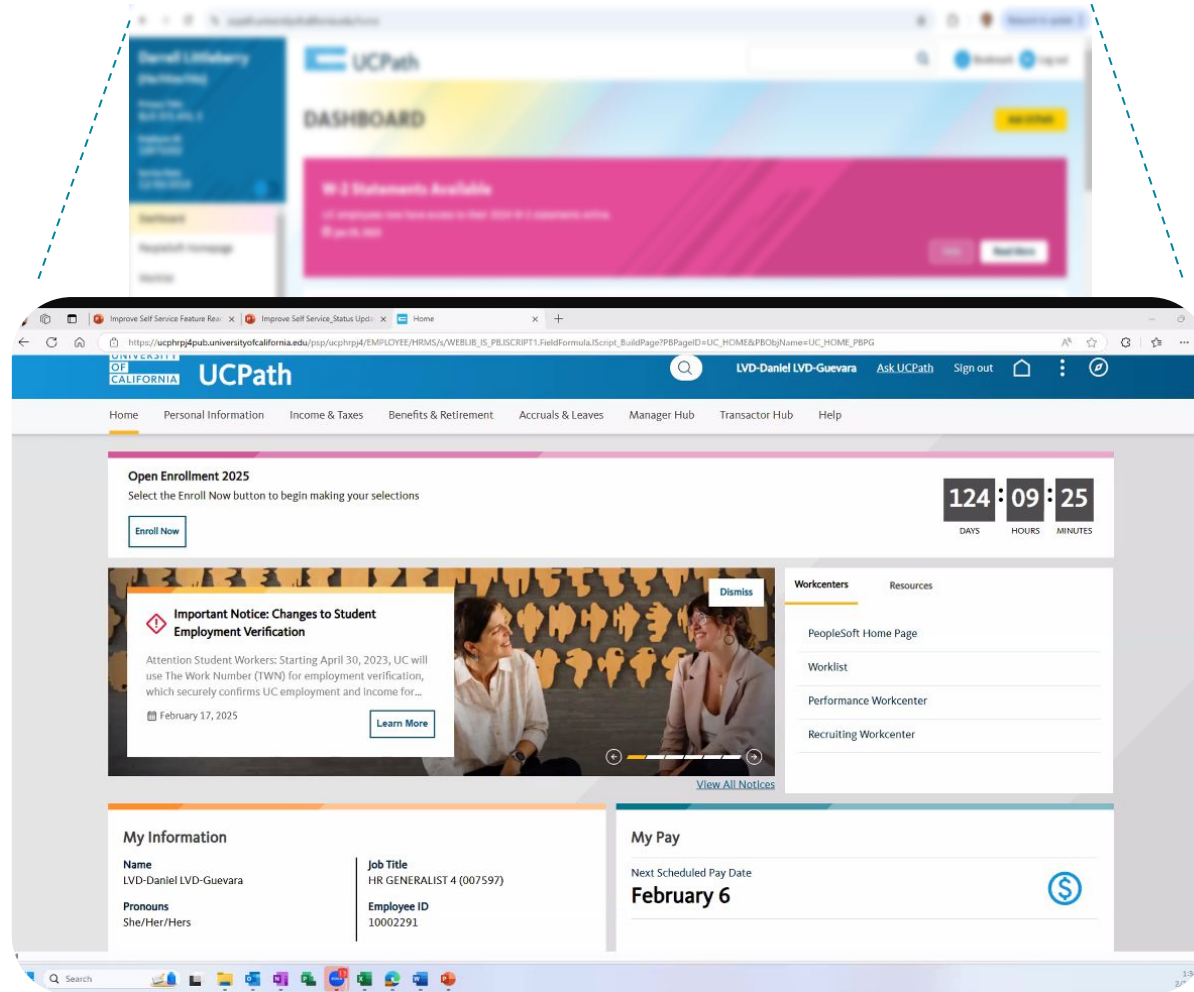 UCPath
DASHBOARD
W-2 Statements Available
Dashboard
Improve Self Service Feature Rea
Improve Self Service_Status Upda
Home
https://ucphrpj4pub.universityofcalifornia.edu/psp/ucphrpj4/EMPLOYEE/HRMS/s/WEBLIB_IS_PB.ISCRIPT1.FieldFormula.IScript_BuildPage?PBPageID=UC_HOME&PBObjName=UC_HOME_PBPG
UNIVERSITY
OF
CALIFORNIA
UCPath
LVD-Daniel LVD-Guevara Ask UCPath Sign out
Home Personal Information Income & Taxes Benefits & Retirement Accruals & Leaves Manager Hub Transactor Hub Help
Open Enrollment 2025
Select the Enroll Now button to begin making your selections
Enroll Now
124 : 09 : 25
DAYS HOURS MINUTES
Important Notice: Changes to Student
Employment Verification
Attention Student Workers: Starting April 30, 2023, UC will
use The Work Number (TWN) for employment verification,
which securely confirms UC employment and income for...
February 17, 2025
Learn More
Dismiss
View All Notices
Workcenters Resources
PeopleSoft Home Page
Worklist
Performance Workcenter
Recruiting Workcenter
My Information
Name
LVD-Daniel LVD-Guevara
Job Title
HR GENERALIST 4 (007597)
Pronouns
She/Her/Hers
Employee ID
10002291
My Pay
Next Scheduled Pay Date
February 6
Search